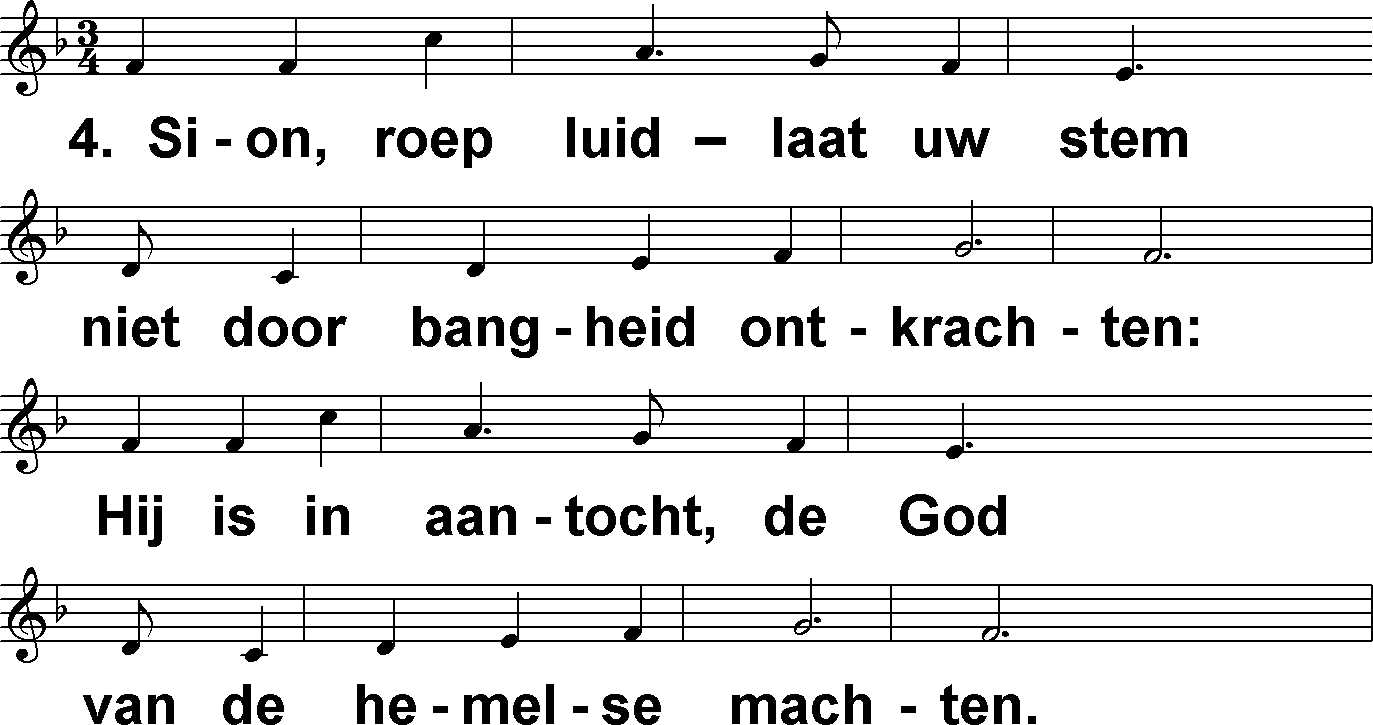 4. Si - on, roep luid – laat uw stem
niet door bang - heid ont - krach - ten:
Hij is in aan - tocht, de God
van de he - mel - se mach - ten.